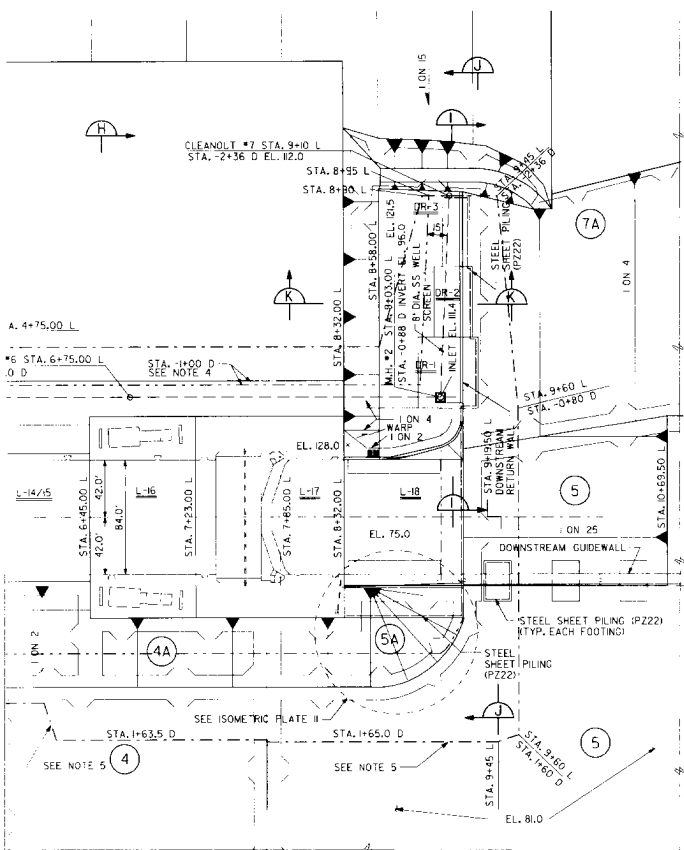 1 ON 15
J
I
H
CLEANOLT #7 STA. 9+10 L
STA. -2+36 D EL. 112.0
STA. 8+95 L
STA. 8+80 L
STA. 9+45 L
STA. -2+36 D
DR-3
15
7A
STEEL
SHEET PILING
(PZ22)
1 ON 4
K
K
STA. 8+32.00 L
STA. 8+58.00 L
EL. 121.5
M.H. #2 STA. 9+03.00 L
STA. -0+88 D INVERT EL. 96.0
8" DIA. SS WELL
SCREEN
DR-2
INLET EL. 111.4
DR-1
A. 4+75.00 L
#6 STA. 6+75.00 L
.0 D
STA. -1+00 D
SEE NOTE 4
STA. 9+60 L
STA. -0+80 D
1 ON 4
WARP
1 ON 2
EL. 128.0
STA. 9+19.50 L
DOWNSTREAM
RETURN WALL
L-14/15
STA. 6+45.00 L
42.0'
42.0'
84.0'
L-16
STA. 7+23.00 L
L-17
STA. 7+85.00 L
STA. 8+32.00 L
L-18
I
5
STA. 10+69.50 L
EL. 75.0
1 ON 25
DOWNSTREAM GUIDEWALL
STEEL SHEET PILING (PZ22)
(TYP. EACH FOOTING)
1 ON 2
4A
5A
STEEL
SHEET PILING
(PZ22)
SEE ISOMETRIC PLATE 11
J
STA. 1+63.5 D
STA. 1+65.0 D
SEE NOTE 5
4
SEE NOTE 5
STA. 9+45 L
STA. 9+60 L
STA. 1+60 D
5
EL. 81.0